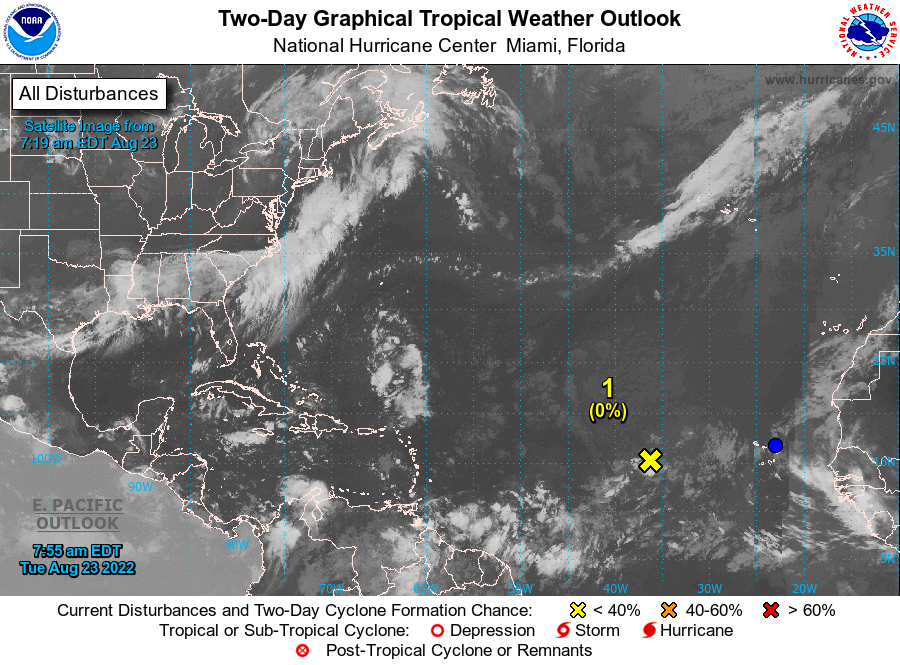 Two-Day Graphical Tropical Weather Outlook
National Hurricane Center Miami, Florida
NOAA
NATIONAL WEATHER SERVICE
www.hurricanes.gov
All Disturbances
Satellite Image from
7:19 am EDT Aug 23
45N
35N
25N
1
(0%)
15N
100W
90W
E. PACIFIC
OUTLOOK
80W
7:55 am EDT
Tue Aug 23 2022
5N
70W
60W
50W
40W
30W
20W
Current Disturbances and Two-Day Cyclone Formation Chance: < 40% 40-60% > 60%
Tropical or Sub-Tropical Cyclone: Depression Storm Hurricane
Post-Tropical Cyclone or Remnants